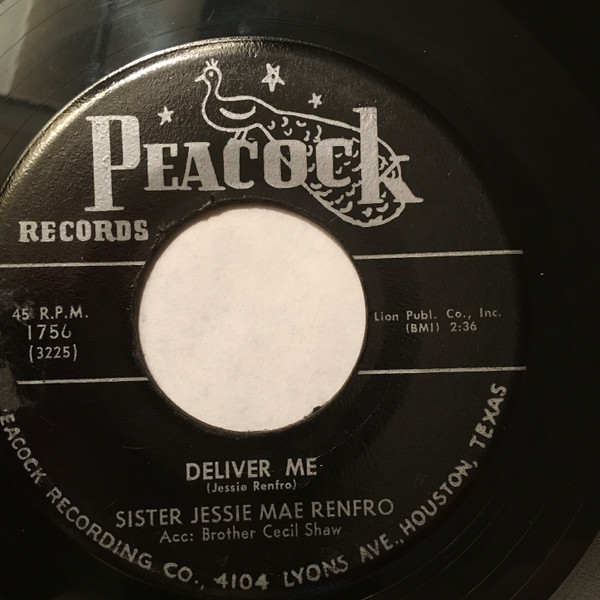 PEACOCK
RECORDS
45 R.P.M.
1756
(3225)
Lion Publ. Co., Inc.
(BMI) 2:36
DELIVER ME
(Jessie Renfro)
SISTER JESSIE MAE RENFRO
Acc: Brother Cecil Shaw
EACOCK RECORDING CO., 4104 LYONS AVE., HOUSTON, TEXAS